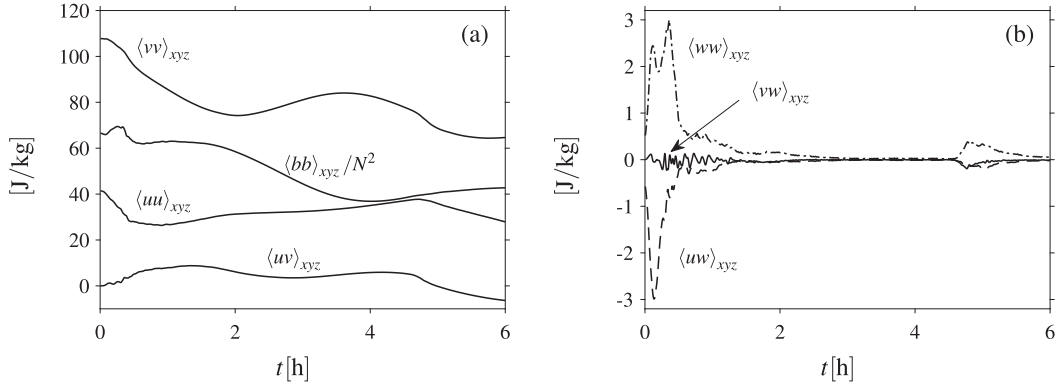 (a)
120
100
80
60
40
20
0
[J/kg]
⟨vv⟩xyz
⟨bb⟩xyz/N²
⟨uu⟩xyz
⟨uv⟩xyz
0 2 4 6
t[h]
(b)
3
2
1
0
-1
-2
-3
[J/kg]
⟨ww⟩xyz
⟨vw⟩xyz
⟨uw⟩xyz
0 2 4 6
t[h]